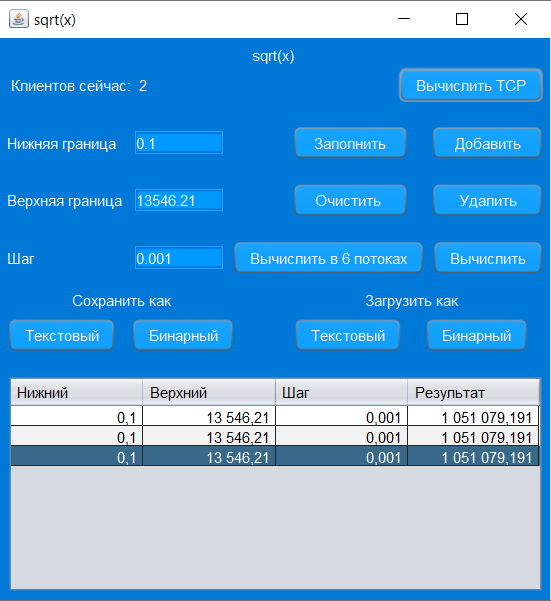 sqrt(x)
sqrt(x)
Клиентов сейчас: 2 Вычислить TCP
Нижняя граница 0.1 Заполнить Добавить
Верхняя граница 13546.21 Очистить Удалить
Шаг 0.001 Вычислить в 6 потоках Вычислить
Сохранить как Загрузить как
Текстовый Бинарный Текстовый Бинарный
Нижний Верхний Шаг Результат
0,1 13 546,21 0,001 1 051 079,191
0,1 13 546,21 0,001 1 051 079,191
0,1 13 546,21 0,001 1 051 079,191